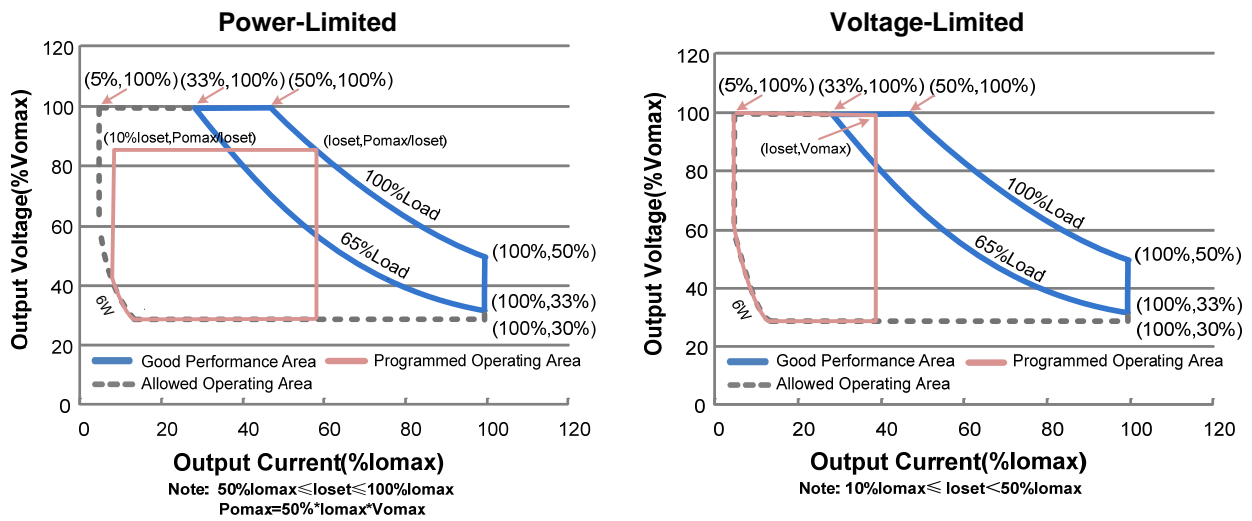 Power-Limited
Output Voltage(%Vomax)
120
100
80
60
40
20
0
(5%,100%) (33%,100%) (50%,100%)
(10%Ioset,Pomax/Ioset)
(Ioset,Pomax/Ioset)
100%Load
65%Load
6W
(100%,50%)
(100%,33%)
(100%,30%)
Good Performance Area
Programmed Operating Area
Allowed Operating Area
0 20 40 60 80 100 120
Output Current(%Iomax)
Note: 50%Iomax≤Ioset≤100%Iomax
Pomax=50%*Iomax*Vomax
Voltage-Limited
Output Voltage(%Vomax)
120
100
80
60
40
20
0
(5%,100%) (33%,100%) (50%,100%)
(Ioset,Vomax)
100%Load
65%Load
6W
(100%,50%)
(100%,33%)
(100%,30%)
Good Performance Area
Programmed Operating Area
Allowed Operating Area
0 20 40 60 80 100 120
Output Current(%Iomax)
Note: 10%Iomax≤ Ioset<50%Iomax